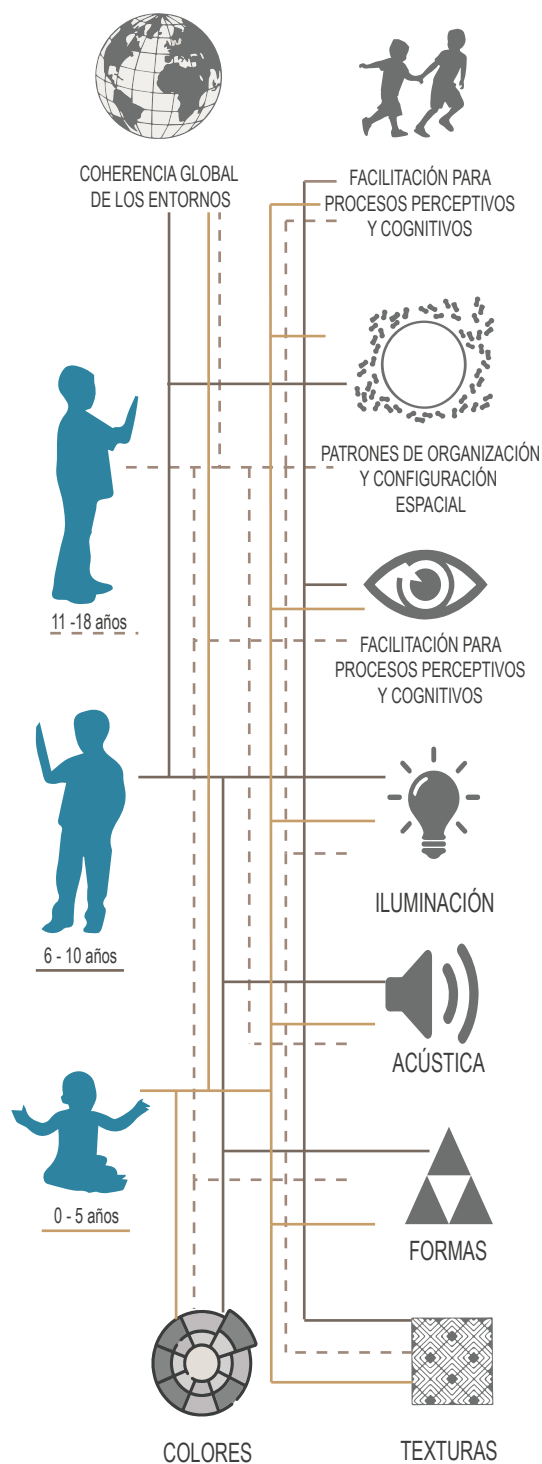 COHERENCIA GLOBAL
DE LOS ENTORNOS
FACILITACIÓN PARA
PROCESOS PERCEPTIVOS
Y COGNITIVOS
PATRONES DE ORGANIZACIÓN
Y CONFIGURACIÓN
ESPACIAL
11 -18 años
FACILITACIÓN PARA
PROCESOS PERCEPTIVOS
Y COGNITIVOS
ILUMINACIÓN
6 - 10 años
ACÚSTICA
0 - 5 años
FORMAS
COLORES
TEXTURAS